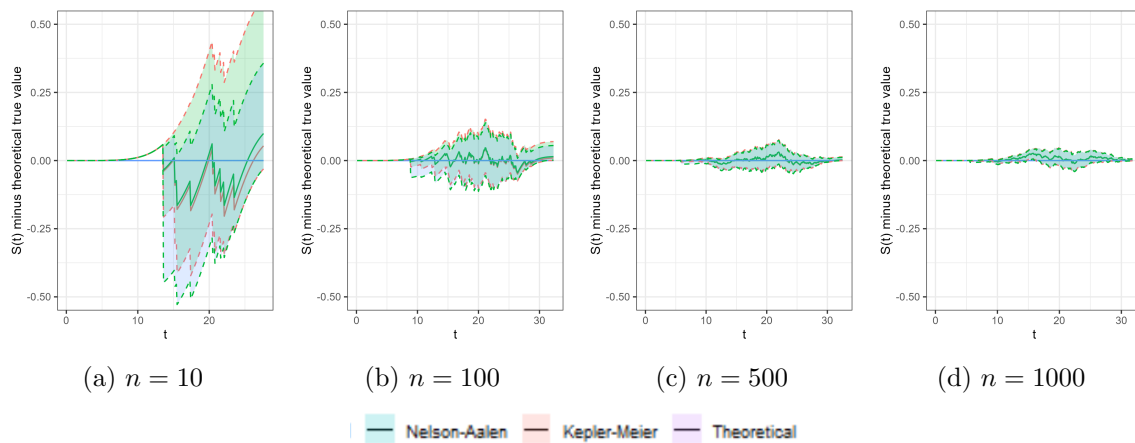 S(t) minus theoretical true value
0.50
0.25
0.00
-0.25
-0.50
0 10 20
t
(a) n = 10
S(t) minus theoretical true value
0.50
0.25
0.00
-0.25
-0.50
0 10 20 30
t
(b) n = 100
S(t) minus theoretical true value
0.50
0.25
0.00
-0.25
-0.50
0 10 20 30
t
(c) n = 500
S(t) minus theoretical true value
0.50
0.25
0.00
-0.25
-0.50
0 10 20 30
t
(d) n = 1000
Nelson-Aalen Kepler-Meier Theoretical